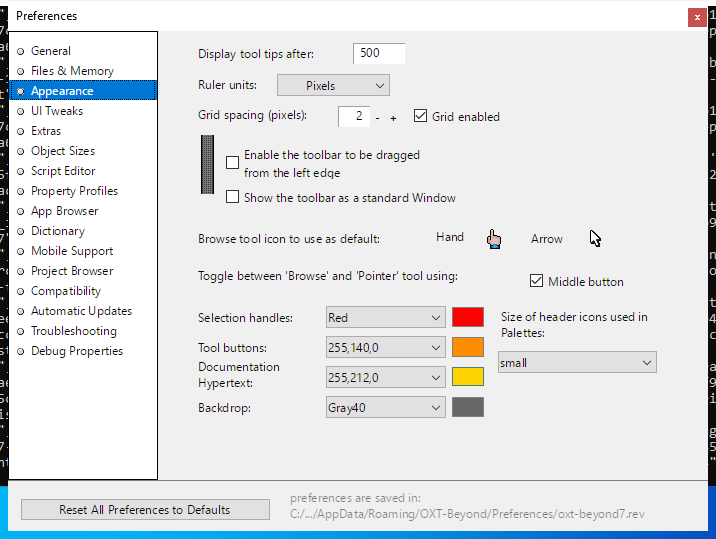 Preferences
x
General
Files & Memory
Appearance
UI Tweaks
Extras
Object Sizes
Script Editor
Property Profiles
App Browser
Dictionary
Mobile Support
Project Browser
Compatibility
Automatic Updates
Troubleshooting
Debug Properties
Display tool tips after: 500
Ruler units: Pixels
Grid spacing (pixels): 2 - + Grid enabled
Enable the toolbar to be dragged
from the left edge
Show the toolbar as a standard Window
Browse tool icon to use as default: Hand Arrow
Toggle between 'Browse' and 'Pointer' tool using: Middle button
Selection handles: Red
Tool buttons: 255,140,0
Documentation
Hypertext: 255,212,0
Backdrop: Gray40
Size of header icons used in
Palettes:
small
Reset All Preferences to Defaults
preferences are saved in:
C:/.../AppData/Roaming/OXT-Beyond/Preferences/oxt-beyond7.rev